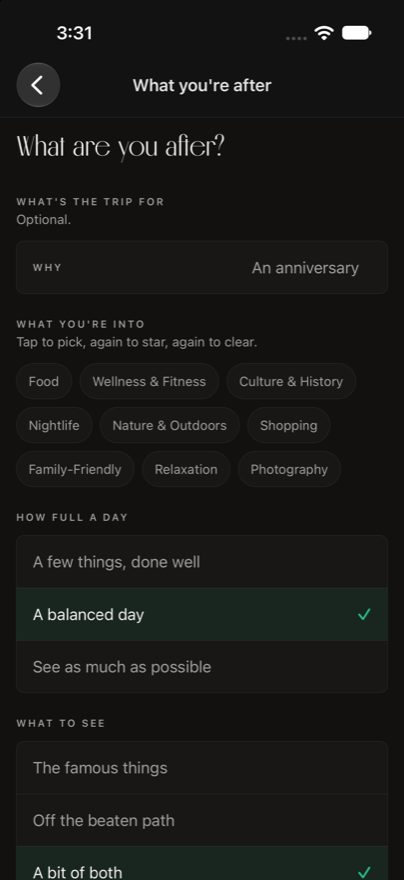 3:31
What you're after
What are you after?
WHAT'S THE TRIP FOR
Optional.
WHY An anniversary
WHAT YOU'RE INTO
Tap to pick, again to star, again to clear.
Food Wellness & Fitness Culture & History
Nightlife Nature & Outdoors Shopping
Family-Friendly Relaxation Photography
HOW FULL A DAY
A few things, done well
A balanced day
See as much as possible
WHAT TO SEE
The famous things
Off the beaten path
A bit of both